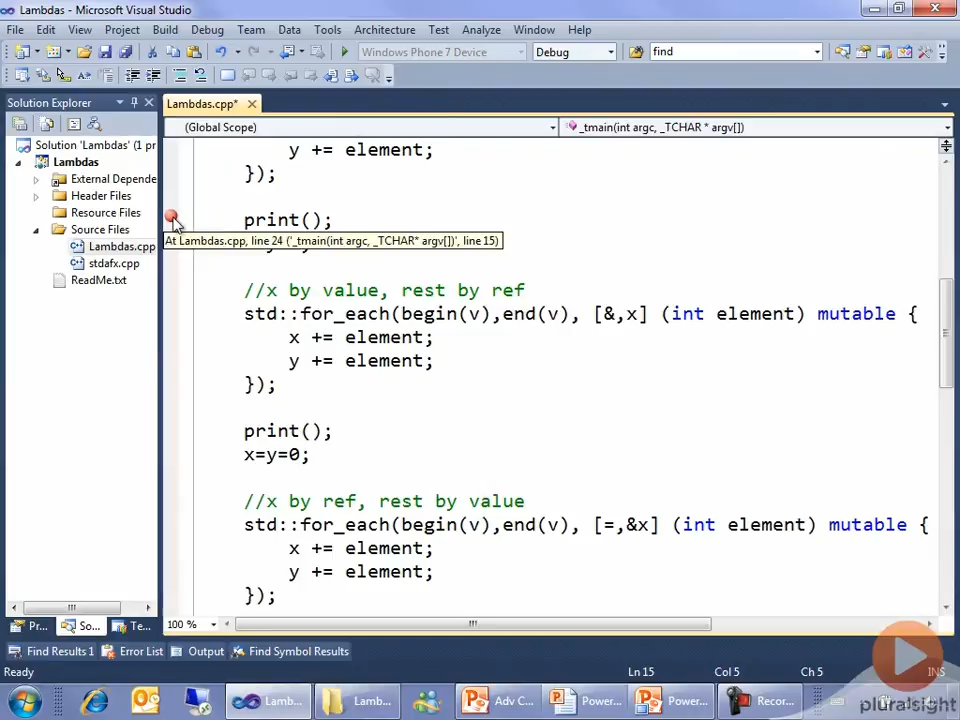 Lambdas - Microsoft Visual Studio
File Edit View Project Build Debug Team Data Tools Architecture Test Analyze Window Help
Windows Phone 7 Device Debug find
Solution Explorer
Lambdas.cpp*
(Global Scope) _tmain(int argc, _TCHAR * argv[])
Solution 'Lambdas' (1 pr
Lambdas
External Depende
Header Files
Resource Files
Source Files
Lambdas.cpp
stdafx.cpp
ReadMe.txt
y += element;
});
print();
At Lambdas.cpp, line 24 ('_tmain(int argc, _TCHAR* argv[])', line 15)
//x by value, rest by ref
std::for_each(begin(v),end(v), [&,x] (int element) mutable {
x += element;
y += element;
});
print();
x=y=0;
//x by ref, rest by value
std::for_each(begin(v),end(v), [=,&x] (int element) mutable {
x += element;
y += element;
});
100 %
Pr... So... Te...
Find Results 1 Error List Output Find Symbol Results
Ready Ln 15 Col 5 Ch 5 INS
Lamb... Lamb... Adv C... Power... Power... Recor...
pluralsight